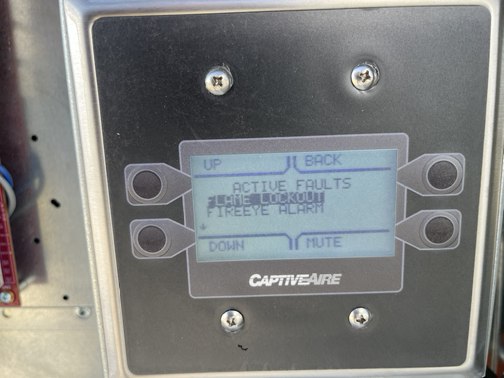 UP BACK
ACTIVE FAULTS
FLAME LOCKOUT
FIREEYE ALARM
DOWN MUTE
CAPTIVEAIRE